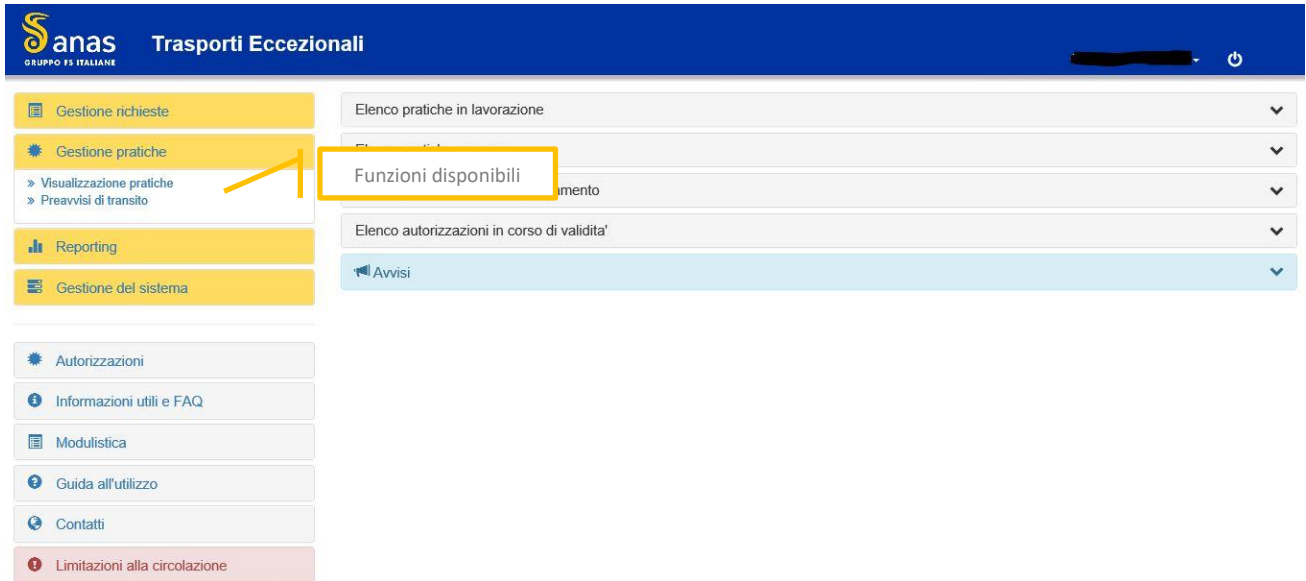 anas
GRUPPO FS ITALIANE
Trasporti Eccezionali
Gestione richieste
Gestione pratiche
» Visualizzazione pratiche
» Preavvisi di transito
Reporting
Gestione del sistema
Autorizzazioni
Informazioni utili e FAQ
Modulistica
Guida all'utilizzo
Contatti
Limitazioni alla circolazione
Elenco pratiche in lavorazione
Funzioni disponibili
Elenco autorizzazioni in corso di validita'
Avvisi